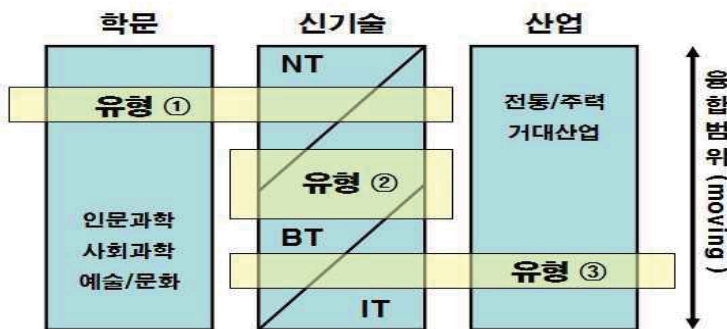 학문
신기술
산업
NT
유형 ①
전통/주력
거대산업
유형 ②
인문과학
사회과학
예술/문화
BT
유형 ③
IT
융합범위(moving)